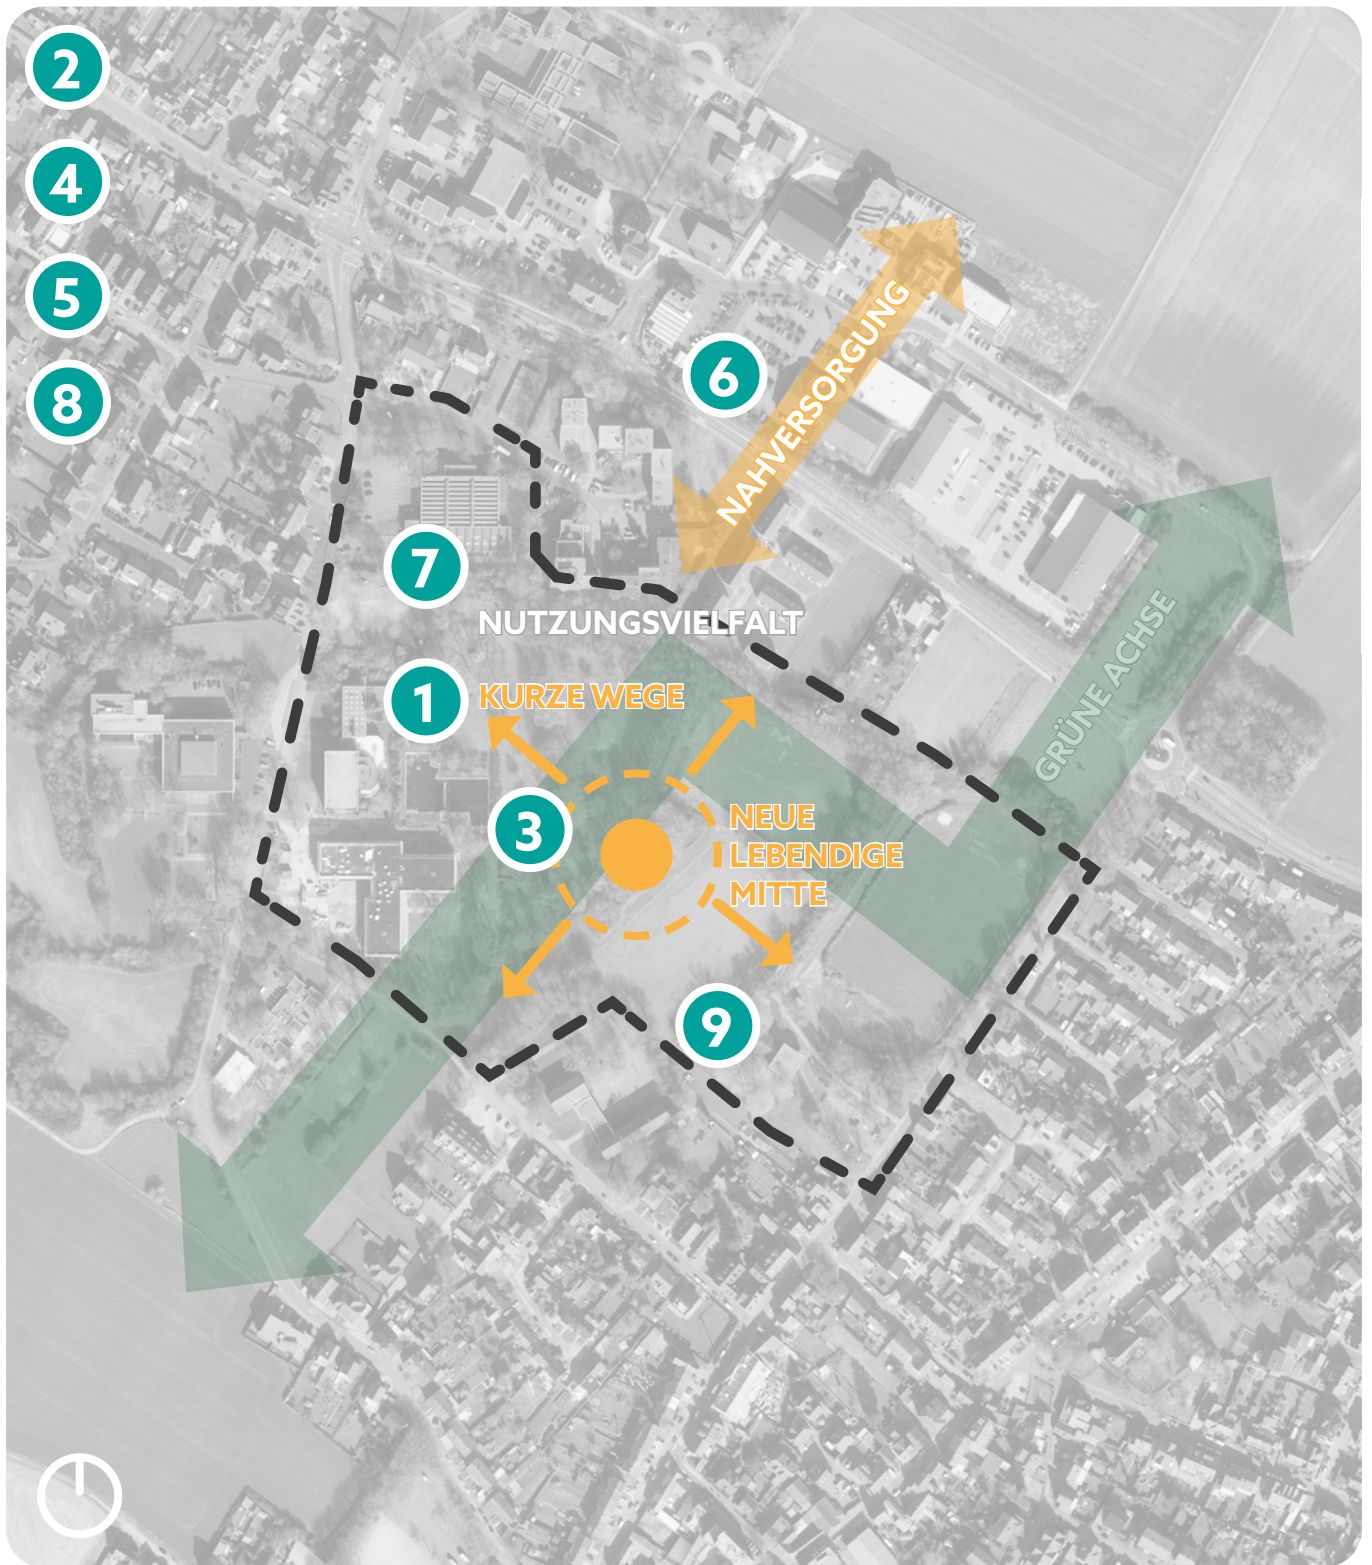 2
4
5
8
6
NAHVERSORGUNG
7
NUTZUNGSVIELFALT
1
KURZE WEGE
GRÜNE ACHSE
3
NEUE
LEBENDIGE
MITTE
9